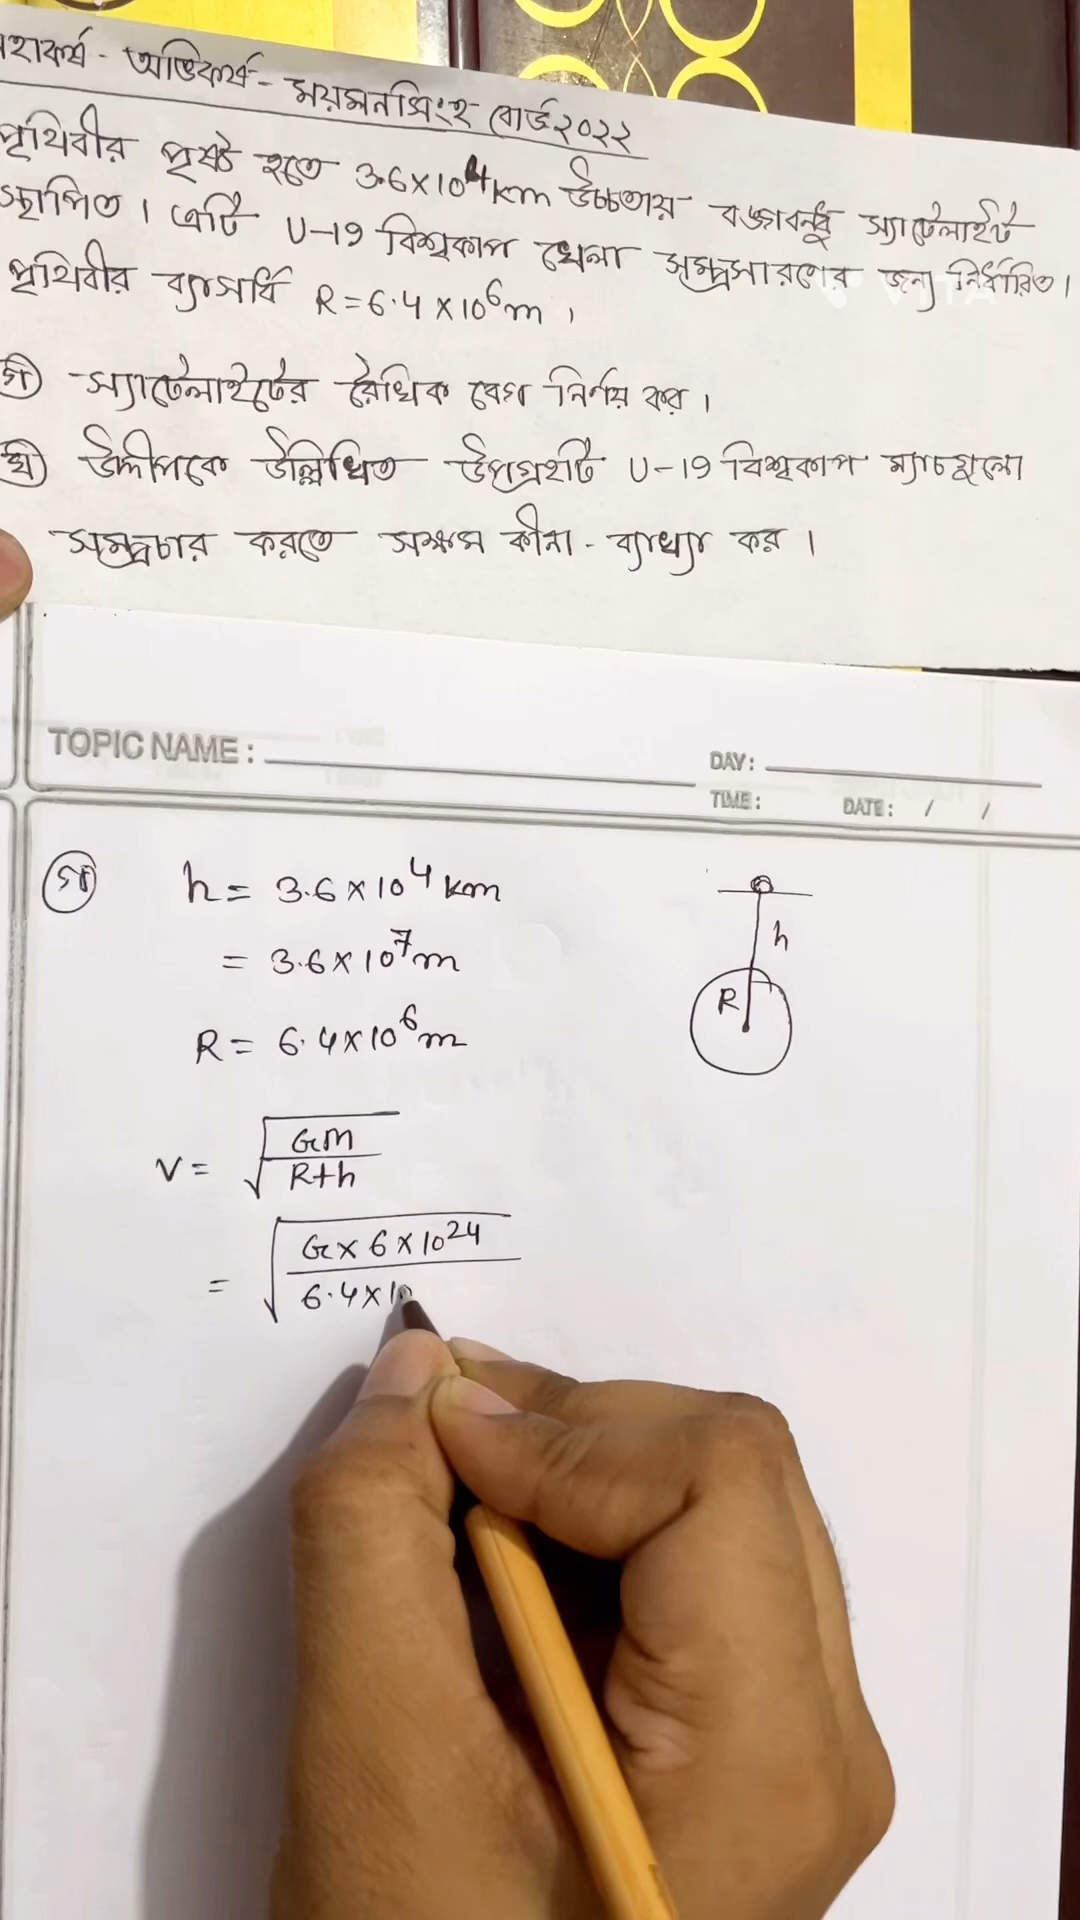 মহাকর্ষ - অভিকর্ষ - ময়মনসিংহ বোর্ড ২০২২
পৃথিবীর পৃষ্ঠ হতে 3.6×10⁴ km উচ্চতায় বঙ্গবন্ধু স্যাটেলাইট
স্থাপিত। এটি U-19 বিশ্বকাপ খেলা সম্প্রসারণের জন্য নির্ধারিত।
পৃথিবীর ব্যাসার্ধ R = 6.4 × 10⁶ m।
গ) স্যাটেলাইটের রৈখিক বেগ নির্ণয় কর।
ঘ) উদ্দীপকে উল্লিখিত উপগ্রহটি U-19 বিশ্বকাপ ম্যাচগুলো
সম্প্রচার করতে সক্ষম কীনা - ব্যাখ্যা কর।
TOPIC NAME :
DAY :
TIME : DATE : / /
গ) h = 3.6 × 10⁴ km
= 3.6 × 10⁷ m
h
R
R = 6.4 × 10⁶ m
v = √(GM / R+h)
= √(G × 6 × 10²⁴ / 6.4 × 10